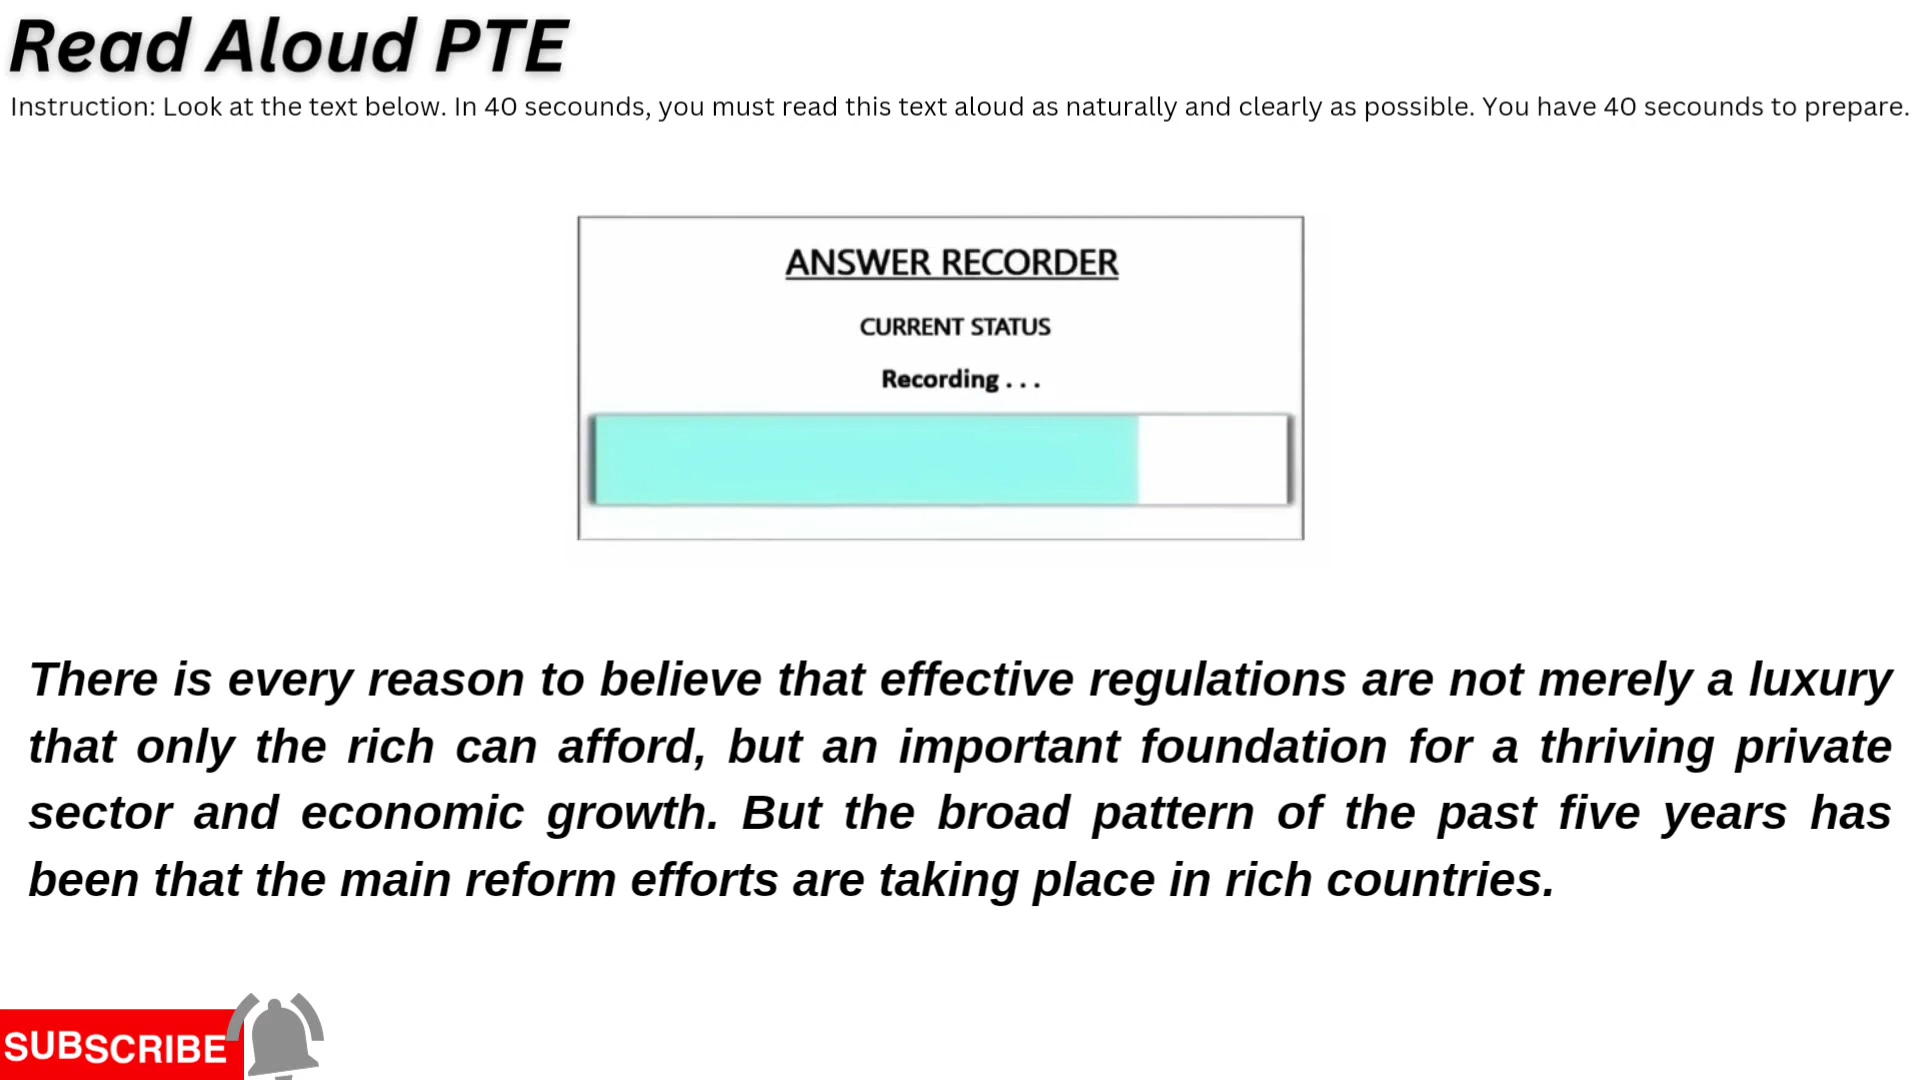 Read Aloud PTE
Instruction: Look at the text below. In 40 secounds, you must read this text aloud as naturally and clearly as possible. You have 40 secounds to prepare.
ANSWER RECORDER
CURRENT STATUS
Recording . . .
There is every reason to believe that effective regulations are not merely a luxury
that only the rich can afford, but an important foundation for a thriving private
sector and economic growth. But the broad pattern of the past five years has
been that the main reform efforts are taking place in rich countries.
SUBSCRIBE